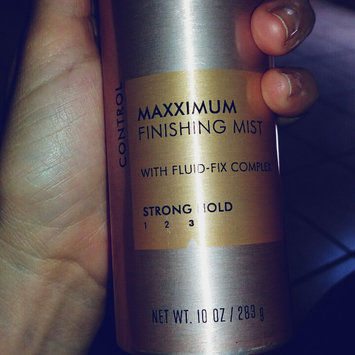 CONTROL
MAXXIMUM
FINISHING MIST
WITH FLUID-FIX COMPLEX
STRONG HOLD
1 2 3
NET WT. 10 OZ / 283 g